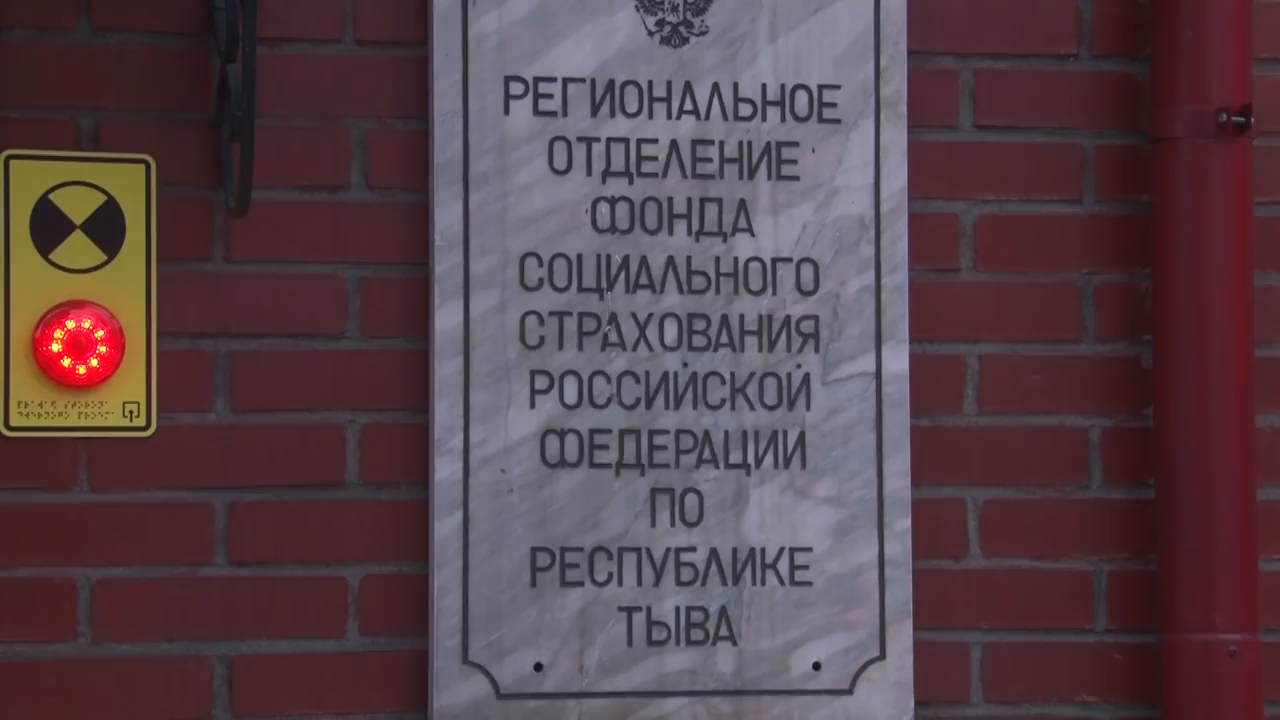 РЕГИОНАЛЬНОЕ
ОТДЕЛЕНИЕ
ФОНДА
СОЦИАЛЬНОГО
СТРАХОВАНИЯ
РОССИЙСКОЙ
ФЕДЕРАЦИИ
ПО
РЕСПУБЛИКЕ
ТЫВА